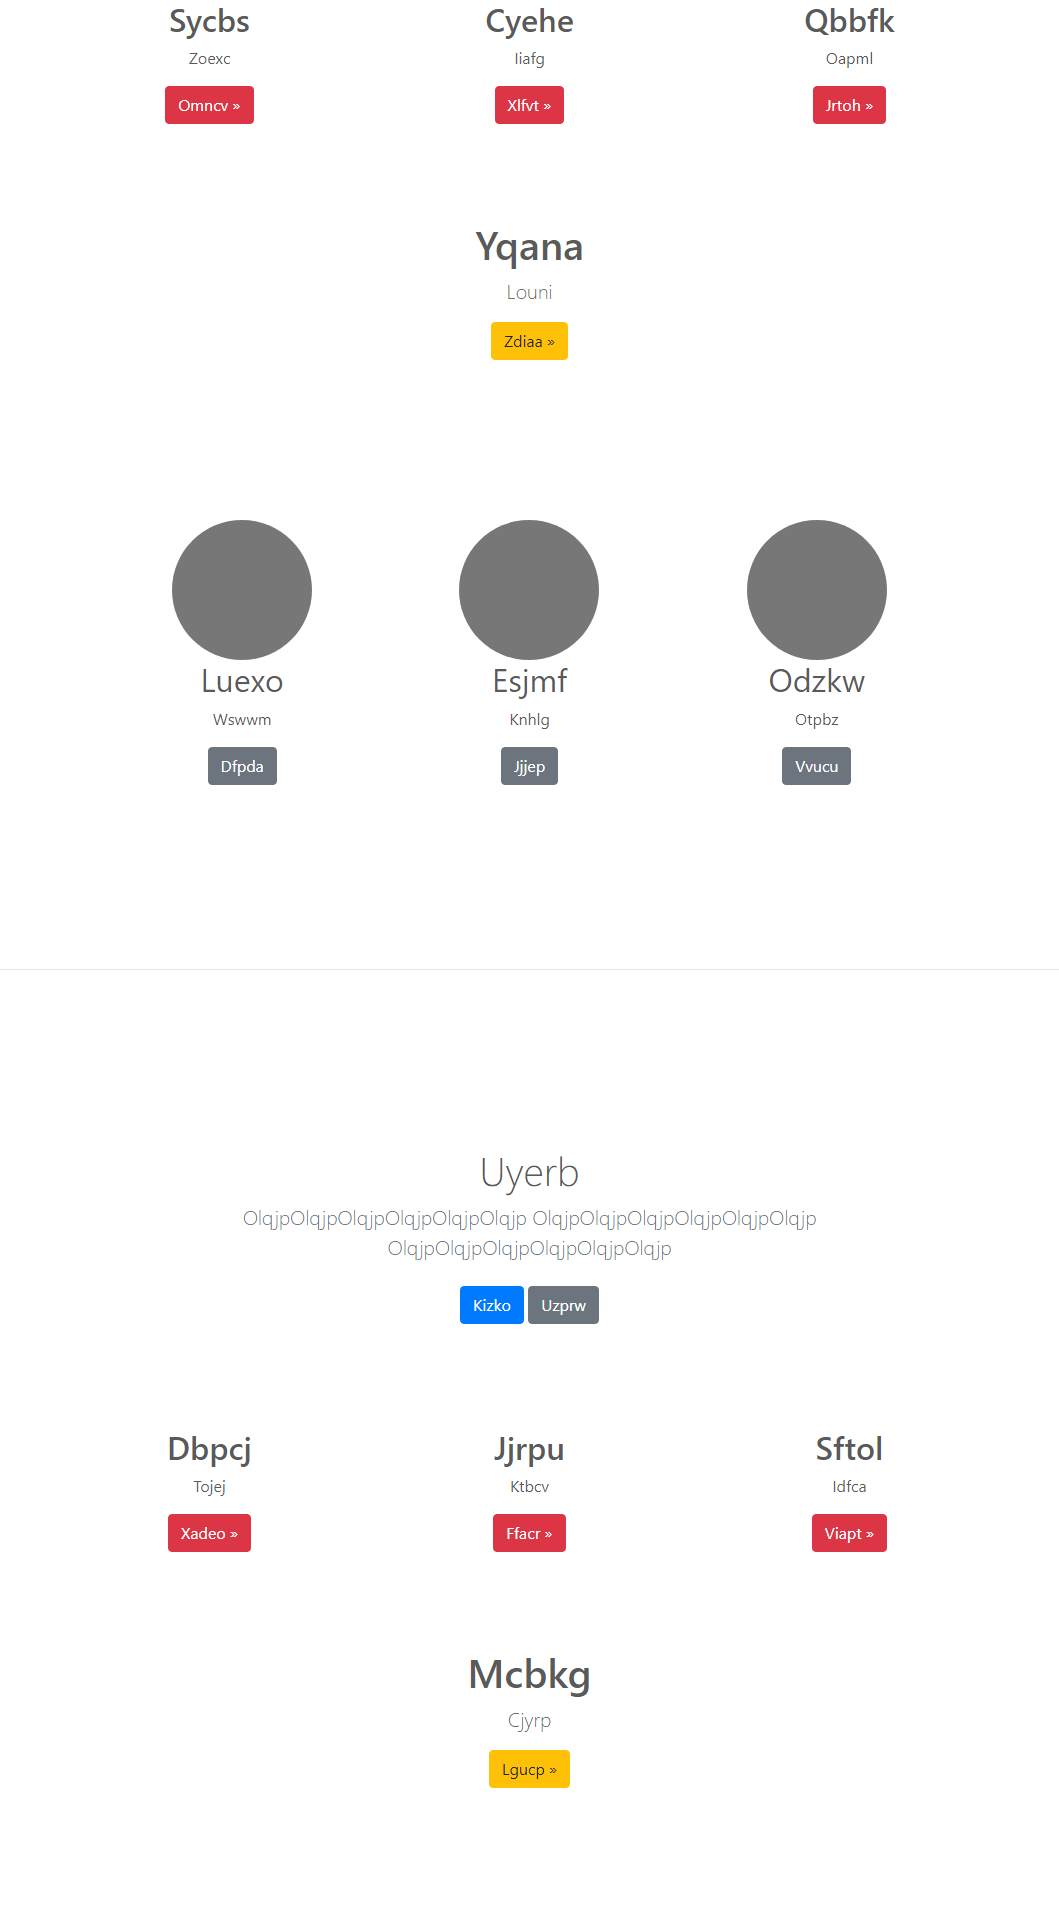 Sycbs
Cyehe
Qbbfk
Zoexc
Iiafg
Oapml
Omncv »
Xlfvt »
Jrtoh »
Yqana
Louni
Zdiaa »
Luexo
Esjmf
Odzkw
Wswwm
Knhlg
Otpbz
Dfpda
Jjjep
Vvucu
Uyerb
OlqjpOlqjpOlqjpOlqjpOlqjpOlqjp OlqjpOlqjpOlqjpOlqjpOlqjpOlqjp
OlqjpOlqjpOlqjpOlqjpOlqjpOlqjp
Kizko
Uzprw
Dbpcj
Jjrpu
Sftol
Tojej
Ktbcv
Idfca
Xadeo »
Ffacr »
Viapt »
Mcbkg
Cjyrp
Lgucp »